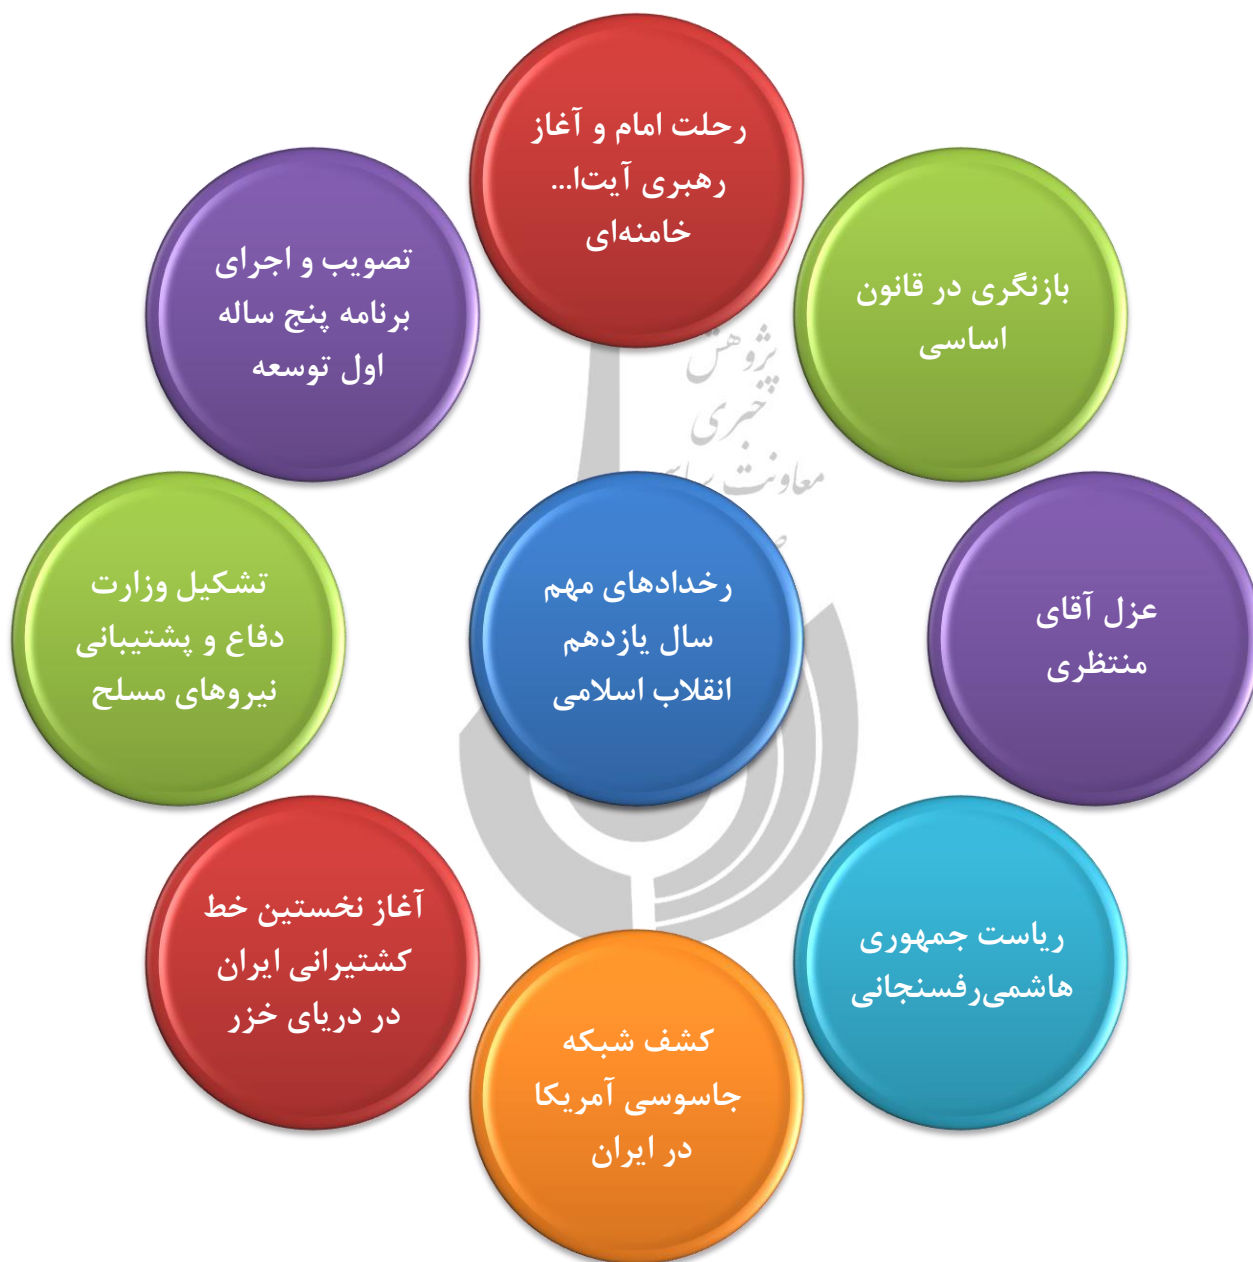 رحلت امام و آغاز
رهبری آیت‌ا...
خامنه‌ای
بازنگری در قانون
اساسی
عزل آقای
منتظری
ریاست جمهوری
هاشمی‌رفسنجانی
کشف شبکه
جاسوسی آمریکا
در ایران
آغاز نخستین خط
کشتیرانی ایران
در دریای خزر
تشکیل وزارت
دفاع و پشتیبانی
نیروهای مسلح
تصویب و اجرای
برنامه پنج ساله
اول توسعه
رخدادهای مهم
سال یازدهم
انقلاب اسلامی
پژوهش
خبری
معاونت